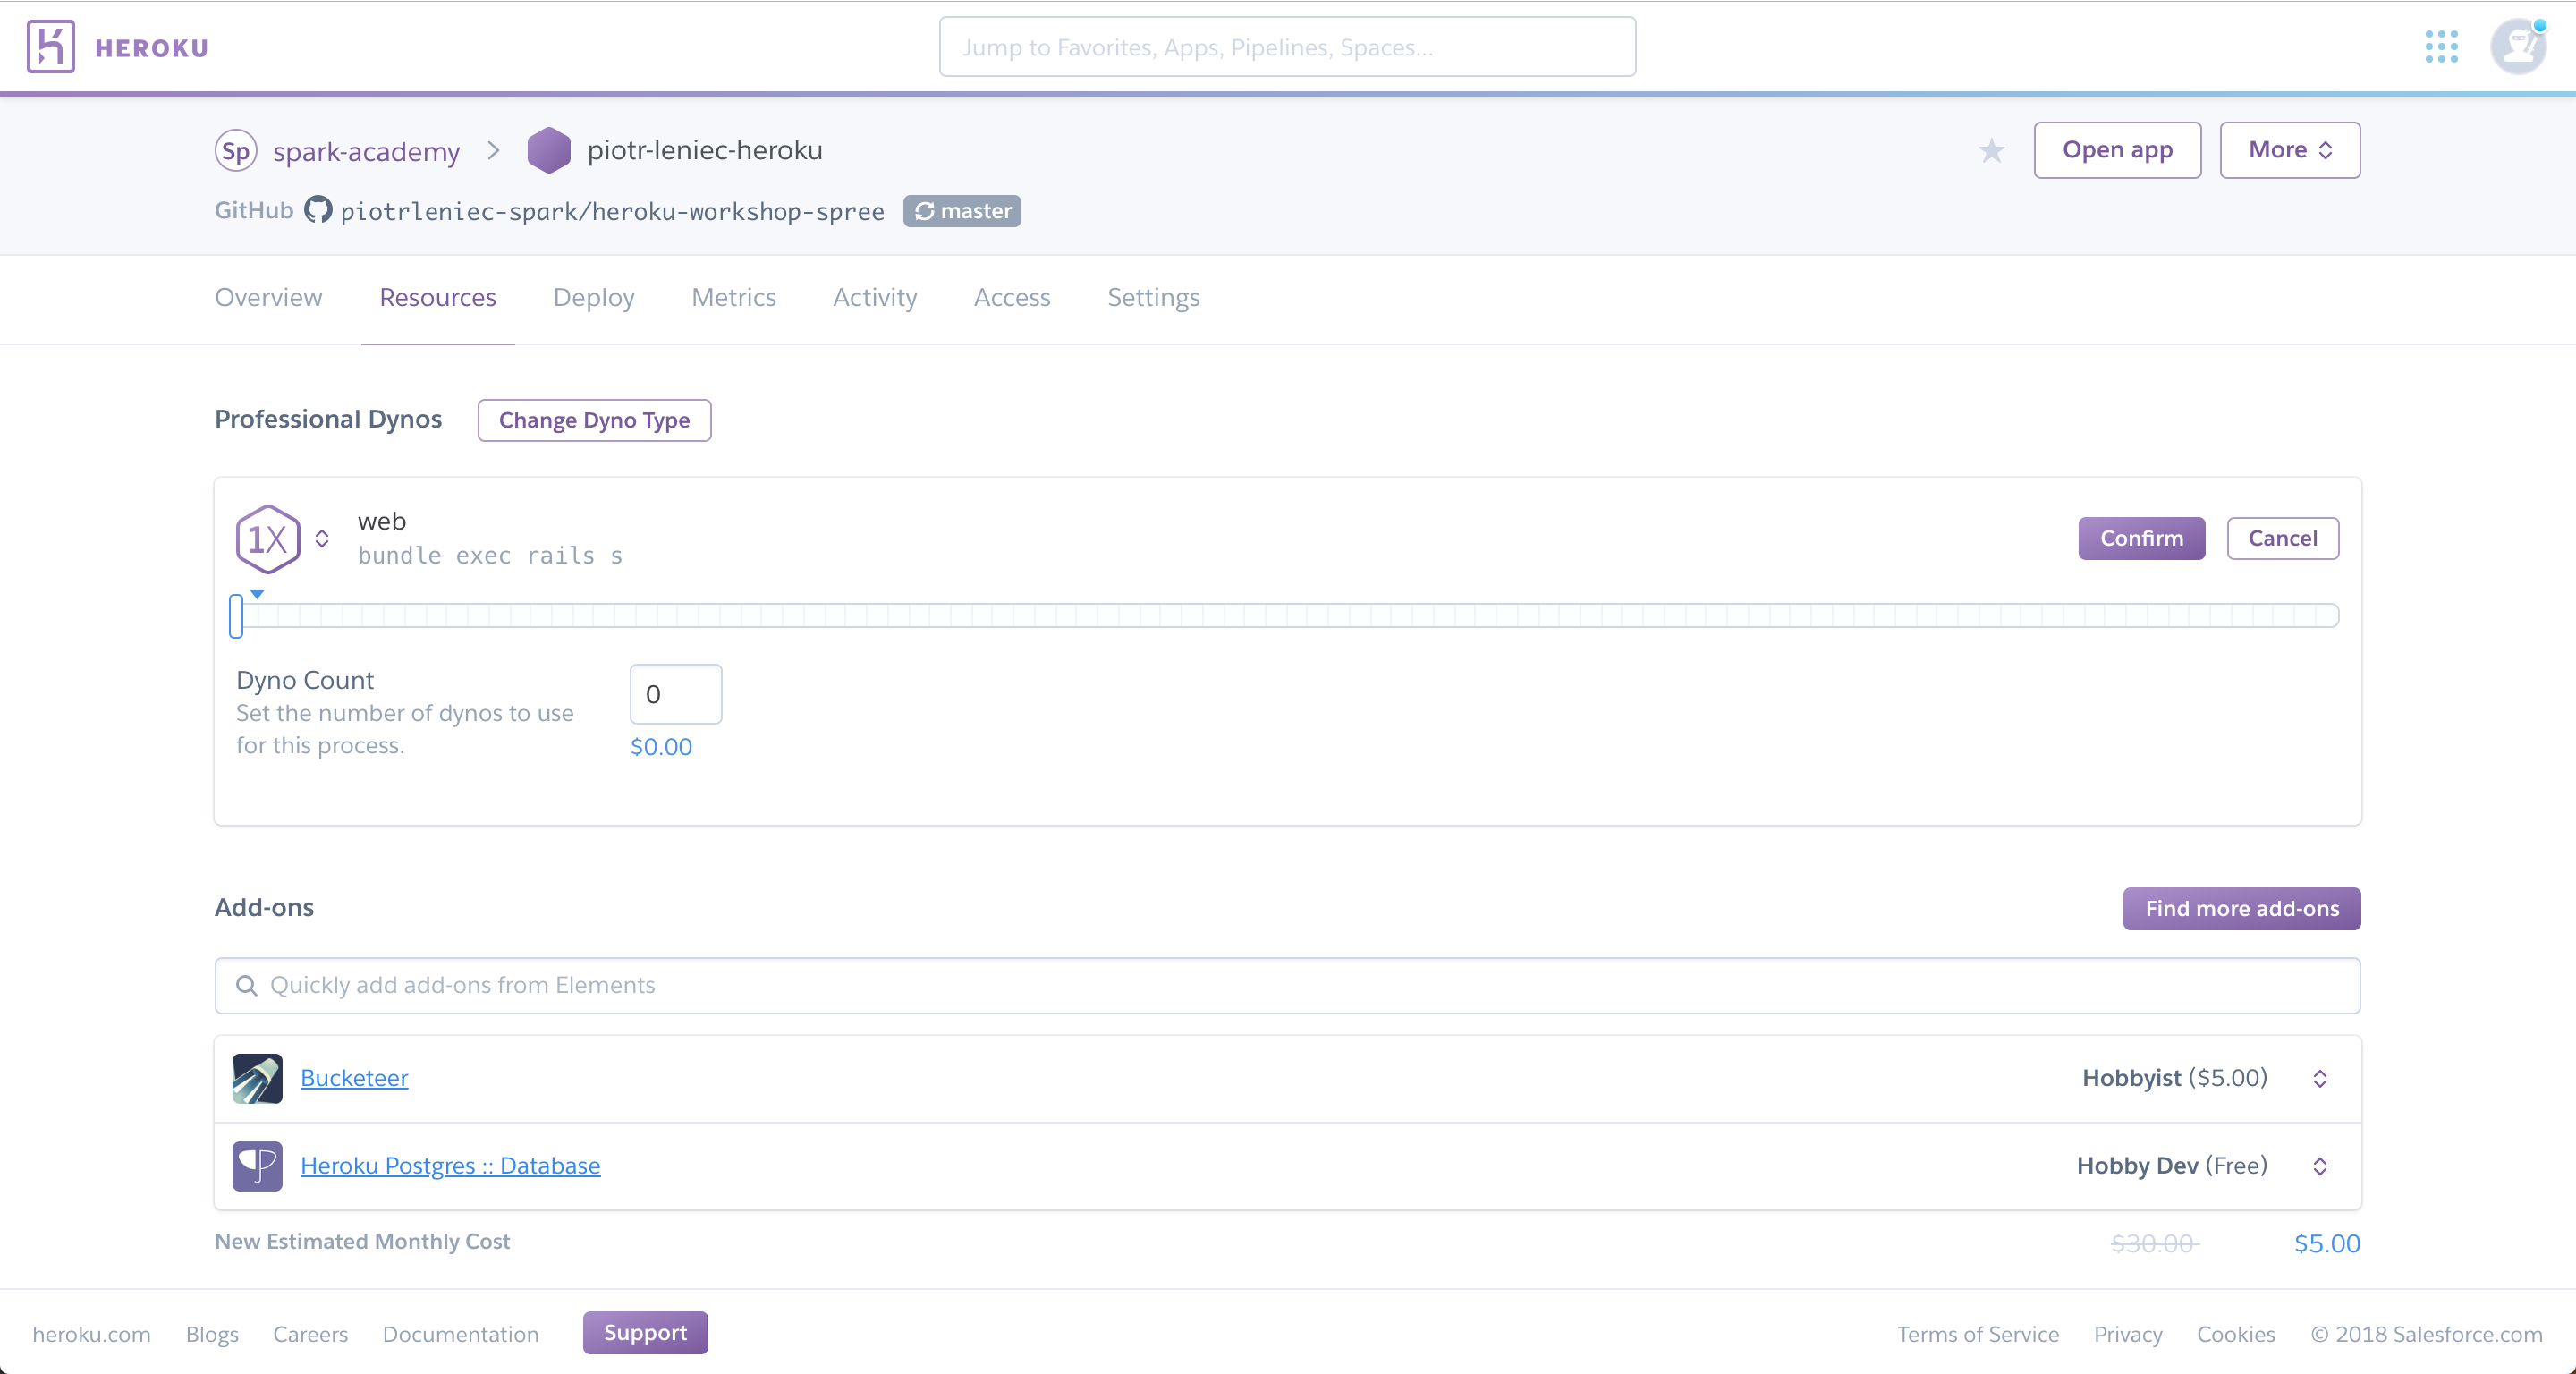 HEROKU
Jump to Favorites, Apps, Pipelines, Spaces...
Sp spark-academy piotr-leniec-heroku
Open app
More
GitHub piotrleniec-spark/heroku-workshop-spree master
Overview Resources Deploy Metrics Activity Access Settings
Professional Dynos Change Dyno Type
1X
web
bundle exec rails s
Confirm Cancel
Dyno Count
Set the number of dynos to use
for this process.
0
$0.00
Add-ons
Find more add-ons
Quickly add add-ons from Elements
Bucketeer Hobbyist ($5.00)
Heroku Postgres :: Database Hobby Dev (Free)
New Estimated Monthly Cost $30.00 $5.00
heroku.com Blogs Careers Documentation Support Terms of Service Privacy Cookies © 2018 Salesforce.com